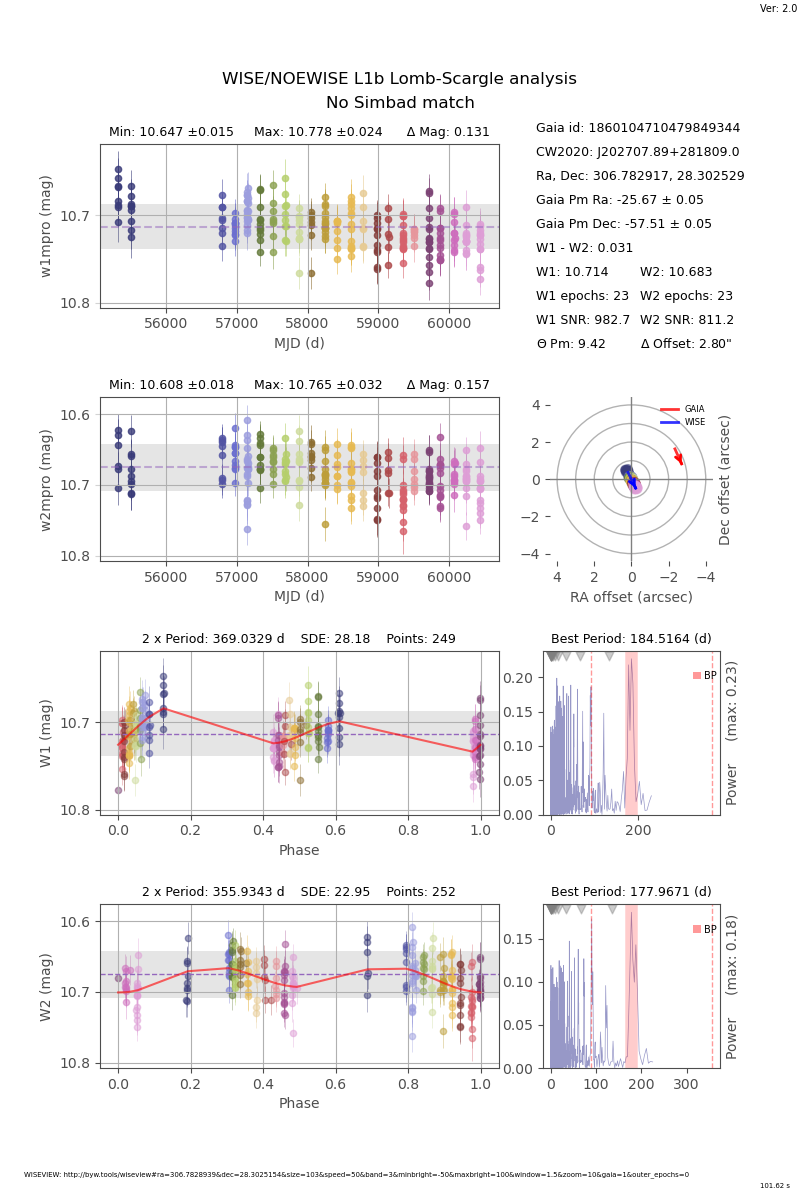 Ver: 2.0
WISE/NOEWISE L1b Lomb-Scargle analysis
No Simbad match
Min: 10.647 ±0.015 Max: 10.778 ±0.024 Δ Mag: 0.131
w1mpro (mag)
10.7
10.8
56000 57000 58000 59000 60000
MJD (d)
Gaia id: 1860104710479849344
CW2020: J202707.89+281809.0
Ra, Dec: 306.782917, 28.302529
Gaia Pm Ra: -25.67 ± 0.05
Gaia Pm Dec: -57.51 ± 0.05
W1 - W2: 0.031
W1: 10.714 W2: 10.683
W1 epochs: 23 W2 epochs: 23
W1 SNR: 982.7 W2 SNR: 811.2
Θ Pm: 9.42 Δ Offset: 2.80"
Min: 10.608 ±0.018 Max: 10.765 ±0.032 Δ Mag: 0.157
w2mpro (mag)
10.6
10.7
10.8
56000 57000 58000 59000 60000
MJD (d)
GAIA
WISE
4
2
0
−2
−4
4 2 0 −2 −4
RA offset (arcsec)
Dec offset (arcsec)
2 x Period: 369.0329 d SDE: 28.18 Points: 249
W1 (mag)
10.7
10.8
0.0 0.2 0.4 0.6 0.8 1.0
Phase
Best Period: 184.5164 (d)
BP
0.20
0.15
0.10
0.05
0.00
0 200
Power (max: 0.23)
2 x Period: 355.9343 d SDE: 22.95 Points: 252
W2 (mag)
10.6
10.7
10.8
0.0 0.2 0.4 0.6 0.8 1.0
Phase
Best Period: 177.9671 (d)
BP
0.15
0.10
0.05
0.00
0 100 200 300
Power (max: 0.18)
WISEVIEW: http://byw.tools/wiseview#ra=306.7828939&dec=28.3025154&size=103&speed=50&band=3&minbright=-50&maxbright=100&window=1.5&zoom=10&gaia=1&outer_epochs=0
101.62 s